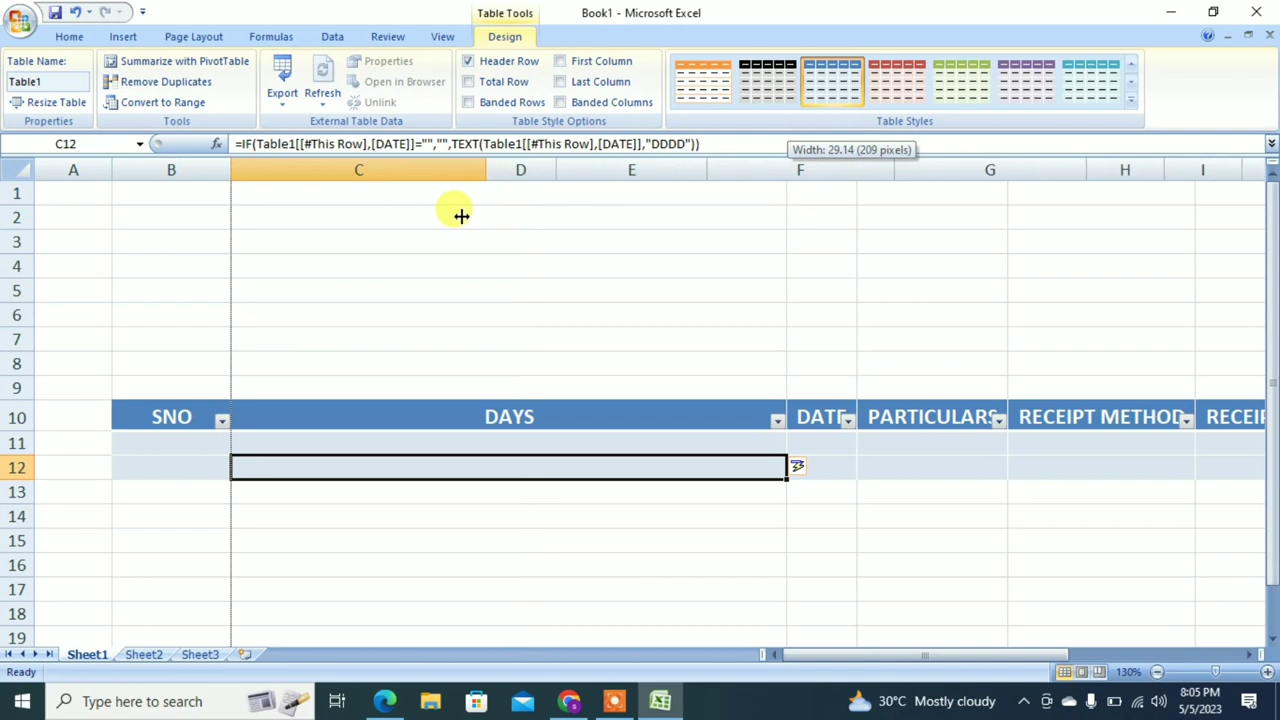 Table Tools
Book1 - Microsoft Excel
Home
Insert
Page Layout
Formulas
Data
Review
View
Design
Table Name:
Table1
Resize Table
Properties
Summarize with PivotTable
Remove Duplicates
Convert to Range
Tools
Export
Refresh
Properties
Open in Browser
Unlink
External Table Data
Header Row
Total Row
Banded Rows
First Column
Last Column
Banded Columns
Table Style Options
Table Styles
C12
fx
=IF(Table1[[#This Row],[DATE]]="","",TEXT(Table1[[#This Row],[DATE]],"DDDD"))
Width: 29.14 (209 pixels)
A B C D E F G H I
1
2
3
4
5
6
7
8
9
10 SNO DAYS DATE PARTICULARS RECEIPT METHOD RECEIP
11
12
13
14
15
16
17
18
19
Sheet1 Sheet2 Sheet3
Ready
130%
Type here to search
30°C Mostly cloudy
8:05 PM
5/5/2023